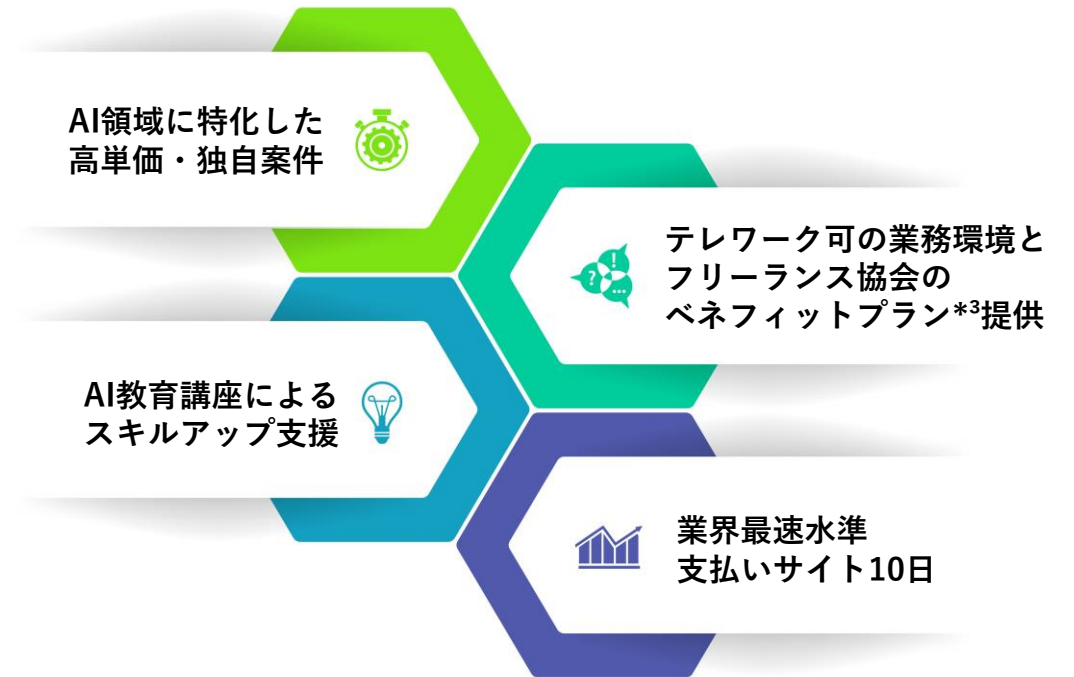 AI領域に特化した
高単価・独自案件
テレワーク可の業務環境と
フリーランス協会の
ベネフィットプラン*³提供
AI教育講座による
スキルアップ支援
業界最速水準
支払いサイト10日
! ? ...